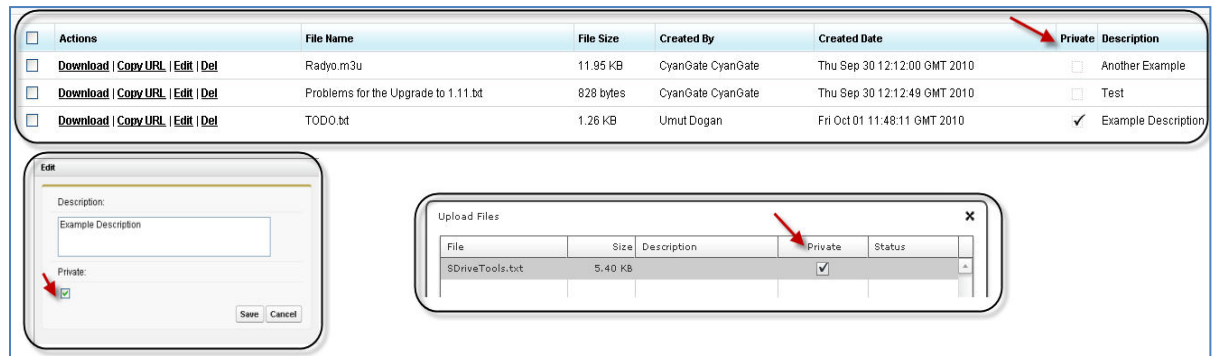 Actions File Name File Size Created By Created Date Private Description
Download | Copy URL | Edit | Del Radyo.m3u 11.95 KB CyanGate CyanGate Thu Sep 30 12:12:00 GMT 2010 Another Example
Download | Copy URL | Edit | Del Problems for the Upgrade to 1.11.txt 828 bytes CyanGate CyanGate Thu Sep 30 12:12:49 GMT 2010 Test
Download | Copy URL | Edit | Del TODO.txt 1.26 KB Umut Dogan Fri Oct 01 11:48:11 GMT 2010 Example Description
Edit
Description:
Example Description
Private:
Save Cancel
Upload Files
File Size Description Private Status
SDriveTools.txt 5.40 KB